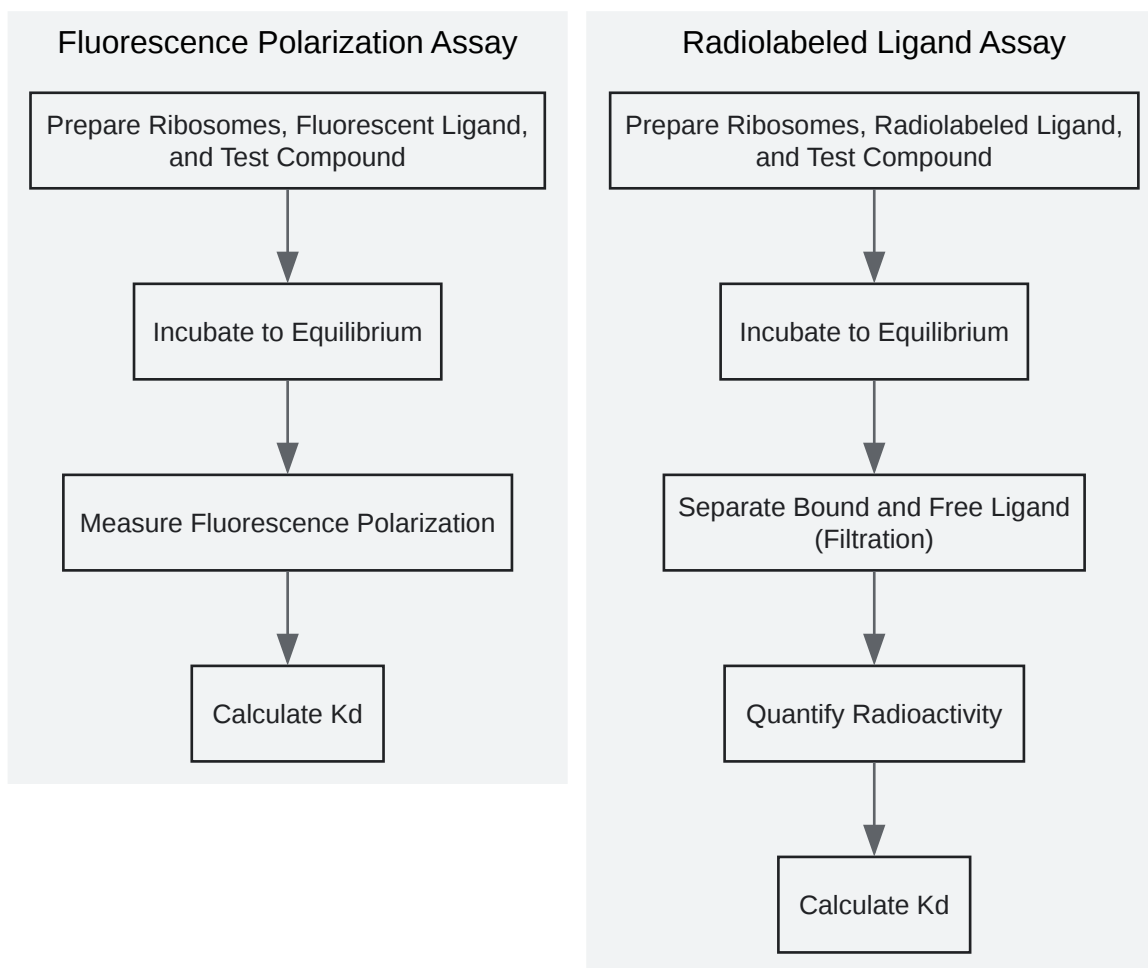 Fluorescence Polarization Assay
Prepare Ribosomes, Fluorescent Ligand,
and Test Compound
Incubate to Equilibrium
Measure Fluorescence Polarization
Calculate Kd
Radiolabeled Ligand Assay
Prepare Ribosomes, Radiolabeled Ligand,
and Test Compound
Incubate to Equilibrium
Separate Bound and Free Ligand
(Filtration)
Quantify Radioactivity
Calculate Kd